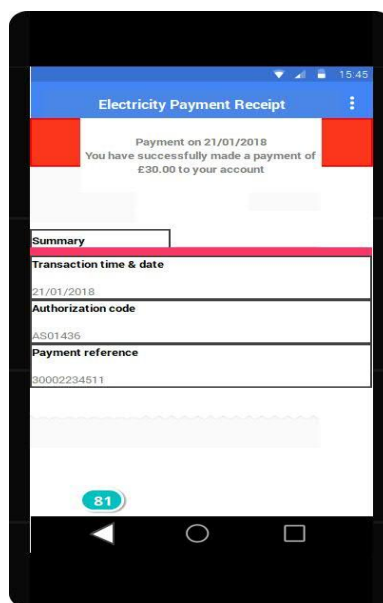 15:45
Electricity Payment Receipt
Payment on 21/01/2018
You have successfully made a payment of
£30.00 to your account
Summary
Transaction time & date
21/01/2018
Authorization code
AS01436
Payment reference
30002234511
81